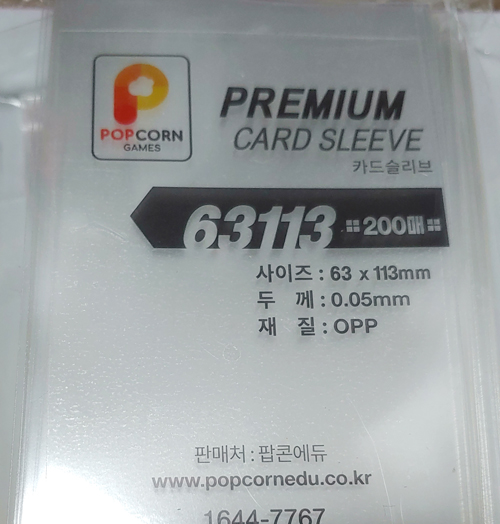 POPCORN
GAMES
PREMIUM
CARD SLEEVE
카드슬리브
63113 200매
사이즈 : 63 x 113mm
두 께 : 0.05mm
재 질 : OPP
판매처 : 팝콘에듀
www.popcornedu.co.kr
1644-7767